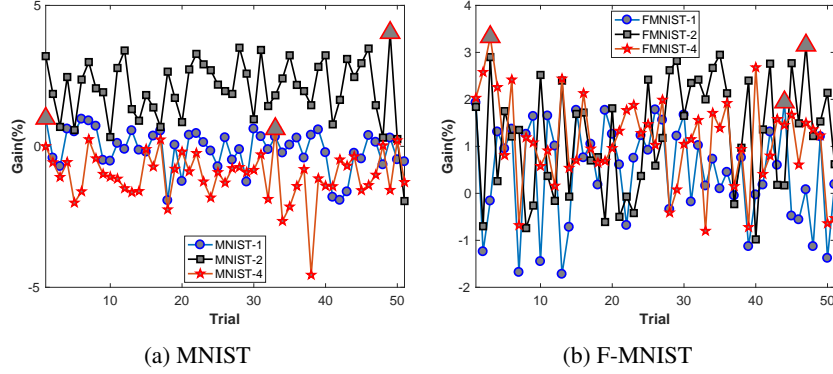 5
0
-5
Gain(%)
10
20
30
40
50
Trial
MNIST-1
MNIST-2
MNIST-4
(a) MNIST
4
3
2
1
0
-1
-2
Gain(%)
10
20
30
40
50
Trial
FMNIST-1
FMNIST-2
FMNIST-4
(b) F-MNIST